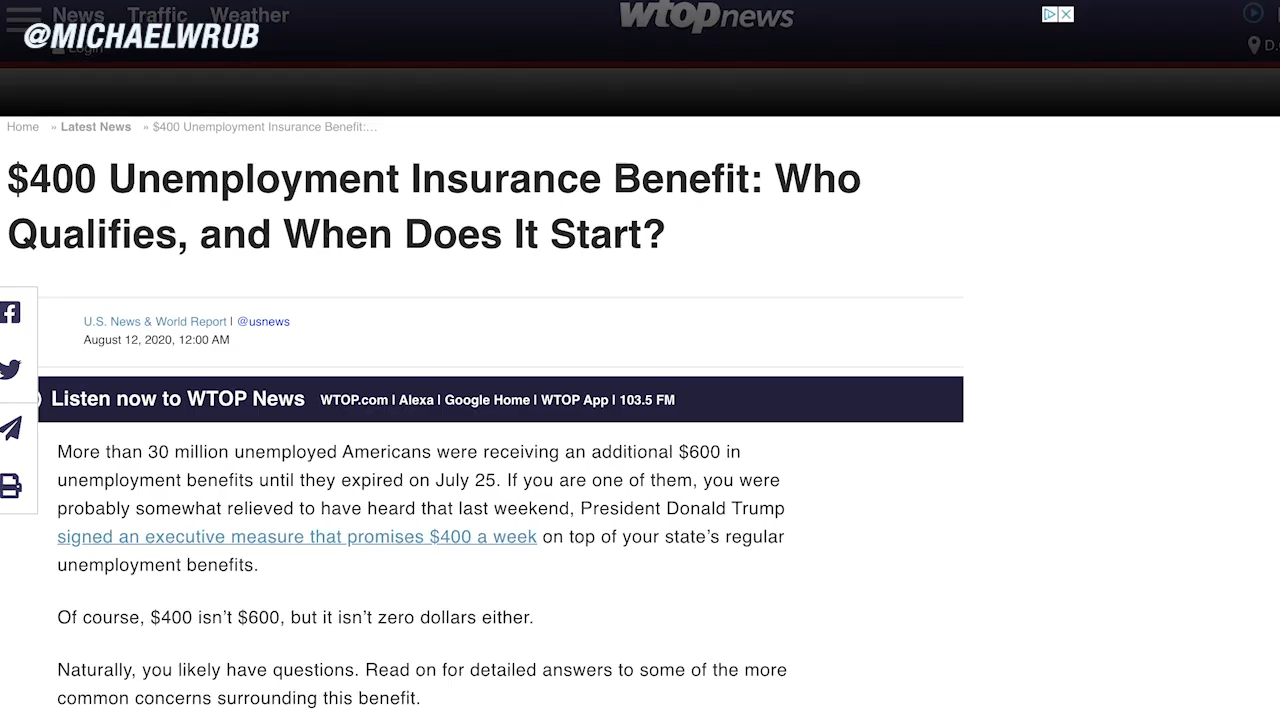 News Traffic Weather
wtop news
@MICHAELWRUB
Login
D.
Home » Latest News » $400 Unemployment Insurance Benefit:...
$400 Unemployment Insurance Benefit: Who
Qualifies, and When Does It Start?
U.S. News & World Report | @usnews
August 12, 2020, 12:00 AM
Listen now to WTOP News WTOP.com | Alexa | Google Home | WTOP App | 103.5 FM
More than 30 million unemployed Americans were receiving an additional $600 in
unemployment benefits until they expired on July 25. If you are one of them, you were
probably somewhat relieved to have heard that last weekend, President Donald Trump
signed an executive measure that promises $400 a week on top of your state’s regular
unemployment benefits.
Of course, $400 isn’t $600, but it isn’t zero dollars either.
Naturally, you likely have questions. Read on for detailed answers to some of the more
common concerns surrounding this benefit.